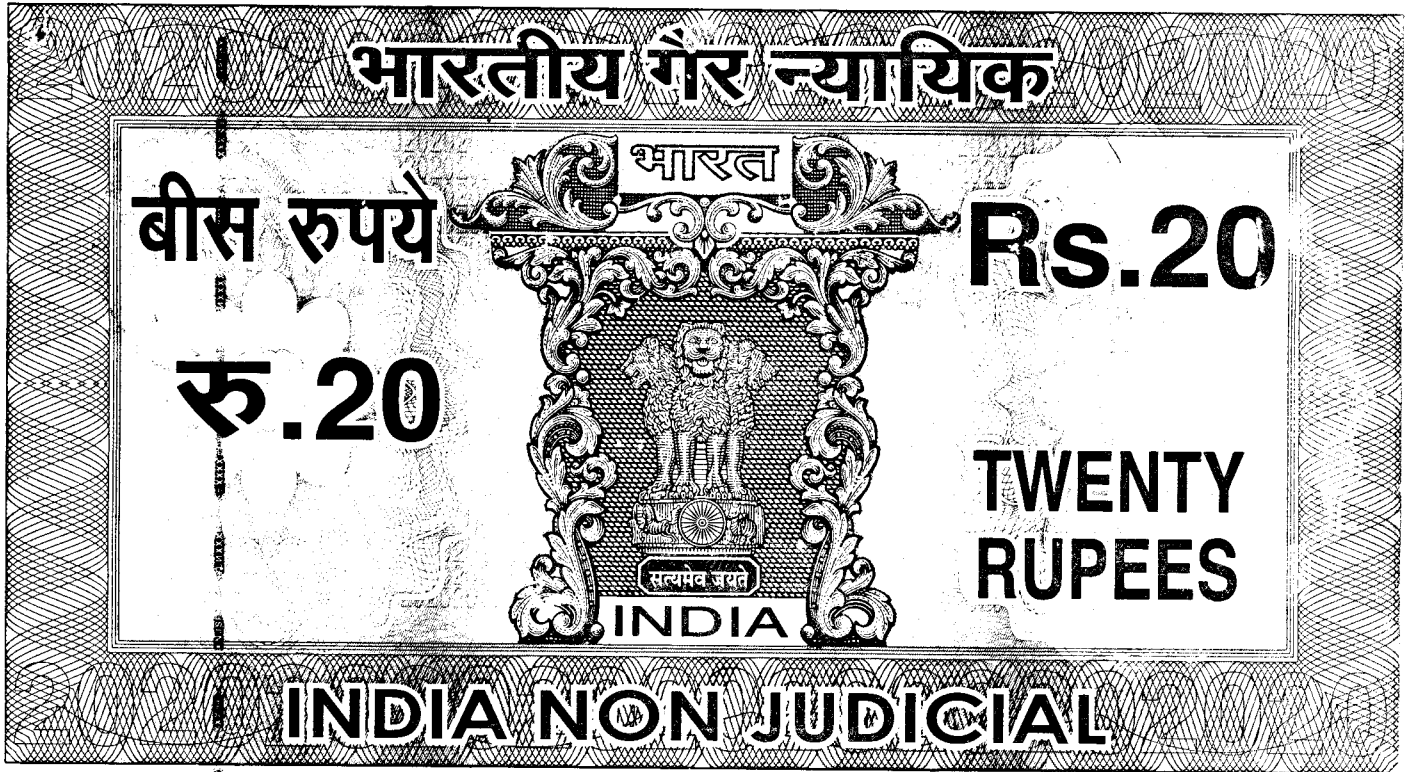 भारतीय गैर न्यायिक
भारत
बीस रुपये
Rs.20
रु.20
TWENTY
RUPEES
सत्यमेव जयते
INDIA
INDIA NON JUDICIAL